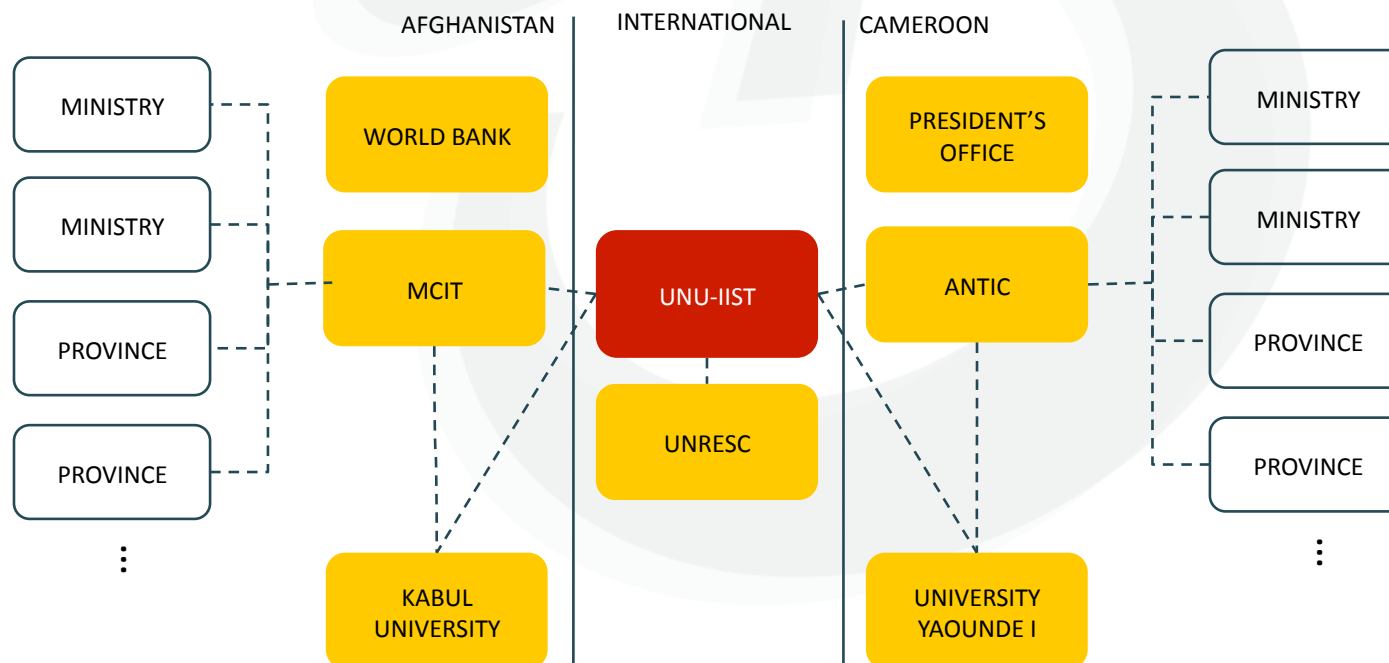 AFGHANISTAN
INTERNATIONAL
CAMEROON
MINISTRY
MINISTRY
PROVINCE
PROVINCE
...
WORLD BANK
MCIT
KABUL
UNIVERSITY
UNU-IIST
UNRESC
PRESIDENT’S
OFFICE
ANTIC
UNIVERSITY
YAOUNDE I
MINISTRY
MINISTRY
PROVINCE
PROVINCE
...